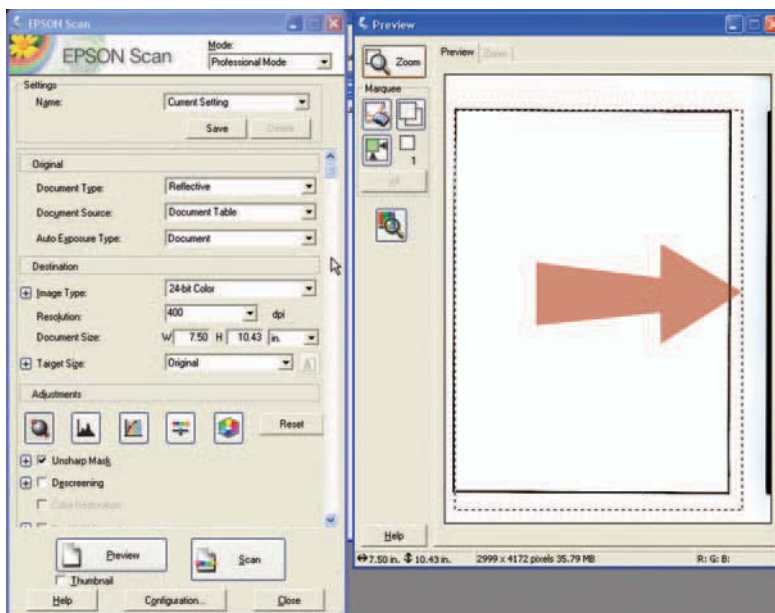 EPSON Scan
EPSON Scan
Mode:
Professional Mode
Settings
Name:
Current Setting
Save
Delete
Original
Document Type:
Reflective
Document Source:
Document Table
Auto Exposure Type:
Document
Destination
Image Type:
24-bit Color
Resolution:
400
dpi
Document Size:
W 7.50 H 10.43 in.
Target Size:
Original
Adjustments
Reset
Unsharp Mask
Descreening
Color Restoration
Preview
Scan
Thumbnail
Help
Configuration...
Close
Preview
Zoom
Preview
Zoom
Marquee
1
All
Help
7.50 in. 10.43 in. 2999 x 4172 pixels 35.79 MB R: G: B: